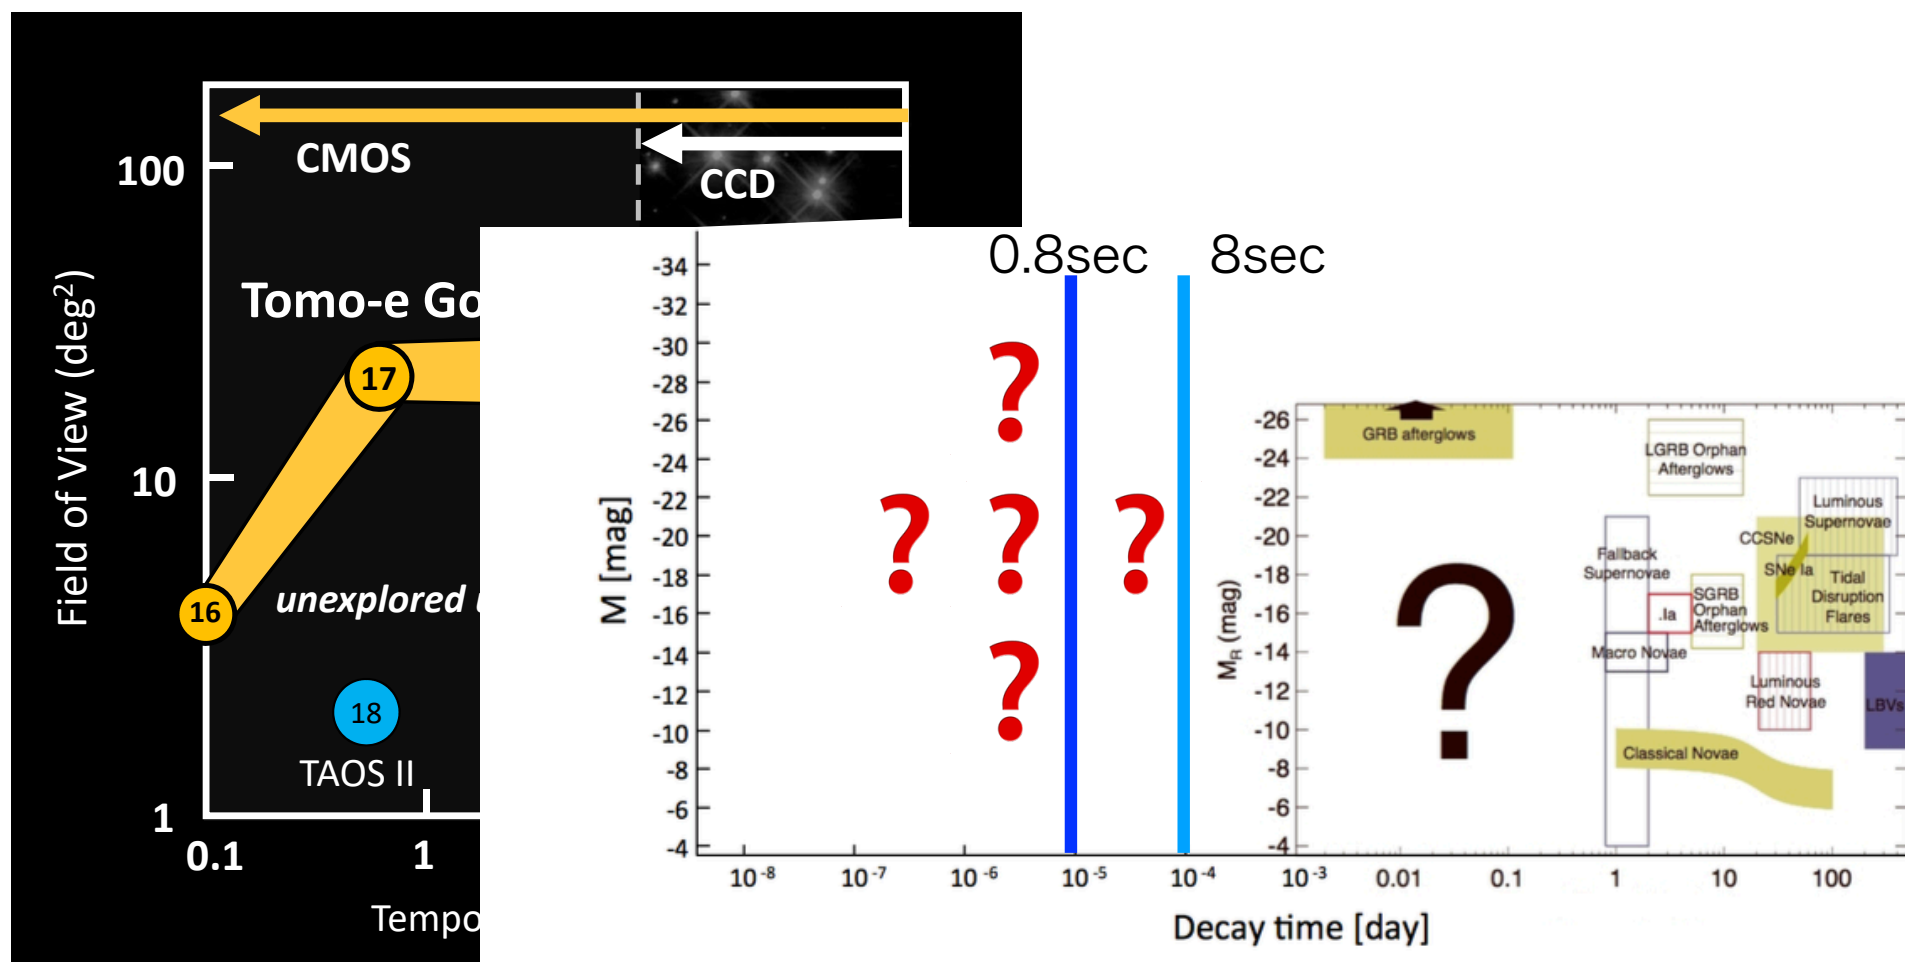 CMOS
CCD
100
10
1
Field of View (deg²)
Tomo-e Go
17
16
unexplored
18
TAOS II
0.1
1
Tempo
0.8sec
8sec
-34
-32
-30
-28
-26
-24
-22
-20
-18
-16
-14
-12
-10
-8
-6
-4
M [mag]
?
? ? ?
?
10⁻⁸ 10⁻⁷ 10⁻⁶ 10⁻⁵ 10⁻⁴ 10⁻³ 0.01 0.1 1 10 100
Decay time [day]
-26
-24
-22
-20
-18
-16
-14
-12
-10
-8
-6
-4
M_R (mag)
?
GRB afterglows
LGRB Orphan
Afterglows
Luminous
Supernovae
CCSNe
SNe Ia
Tidal
Disruption
Flares
Fallback
Supernovae
.Ia
SGRB
Orphan
Afterglows
Macro Novae
Luminous
Red Novae
LBVs
Classical Novae